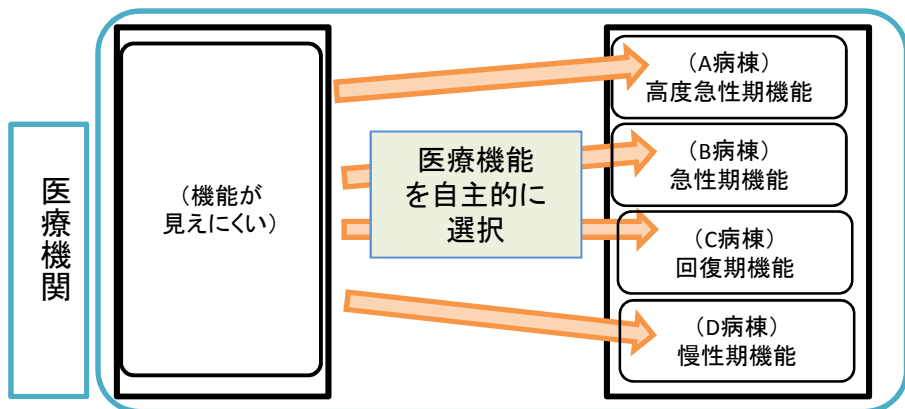 医療機関
（機能が
見えにくい）
医療機能
を自主的に
選択
（A病棟）
高度急性期機能
（B病棟）
急性期機能
（C病棟）
回復期機能
（D病棟）
慢性期機能